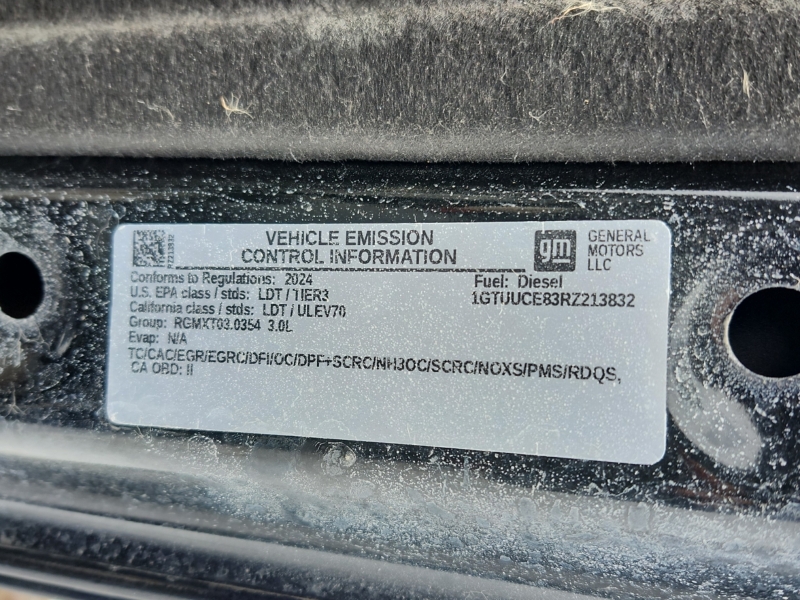 VEHICLE EMISSION
CONTROL INFORMATION
gm
GENERAL
MOTORS
LLC
Conforms to Regulations: 2024
Fuel: Diesel
U.S. EPA class / stds: LDT / TIER3
1GTUUCE83RZ213832
California class / stds: LDT / ULEV70
Group: RGMXT03.0354 3.0L
Evap: N/A
TC/CAC/EGR/EGRC/DFI/OC/DPF+SCRC/NH3OC/SCRC/NOXS/PMS/RDQS,
CA OBD: II